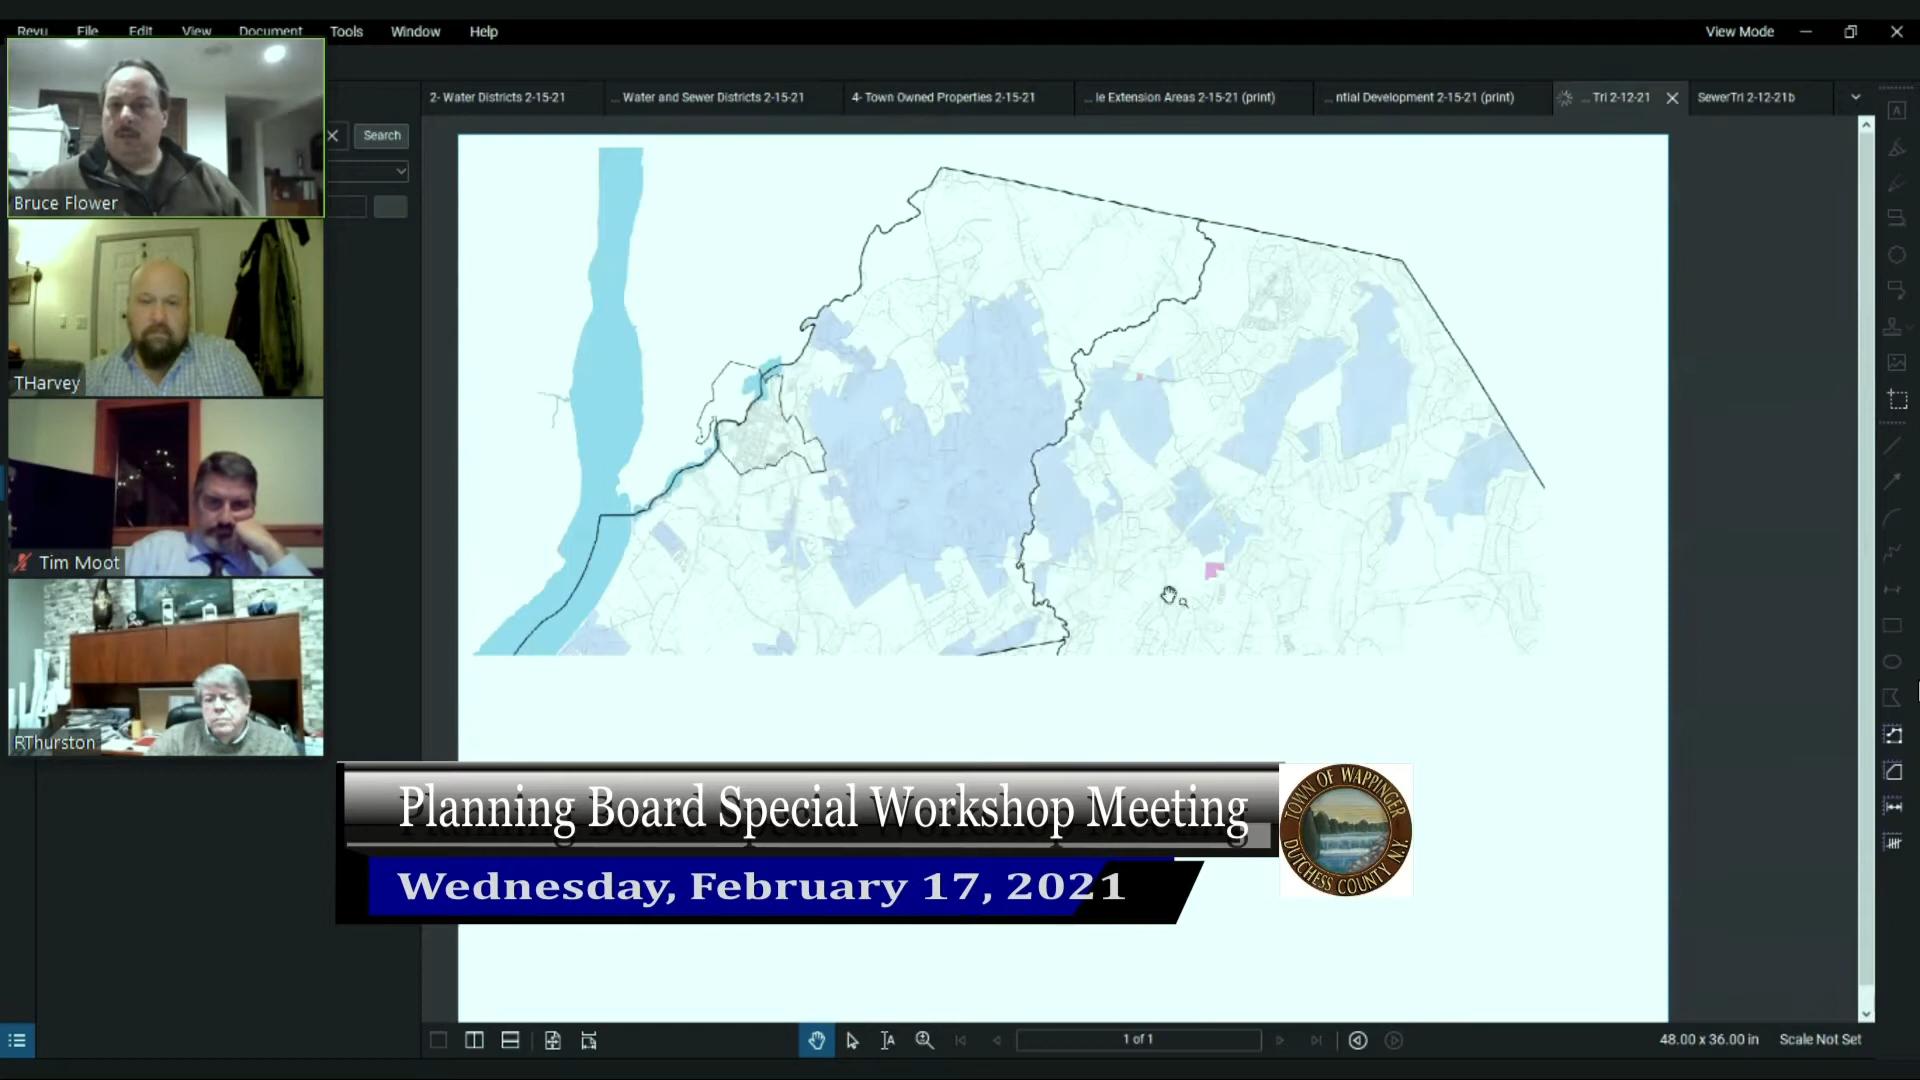 Revu File Edit View Document Tools Window Help View Mode
2- Water Districts 2-15-21 ... Water and Sewer Districts 2-15-21 4- Town Owned Properties 2-15-21 ... le Extension Areas 2-15-21 (print) ... ntial Development 2-15-21 (print) ... Tri 2-12-21 SewerTri 2-12-21b
Search
Bruce Flower
THarvey
Tim Moot
RThurston
Planning Board Special Workshop Meeting
Wednesday, February 17, 2021
TOWN OF WAPPINGER
DUTCHESS COUNTY N.Y.
1 of 1
48.00 x 36.00 in Scale Not Set